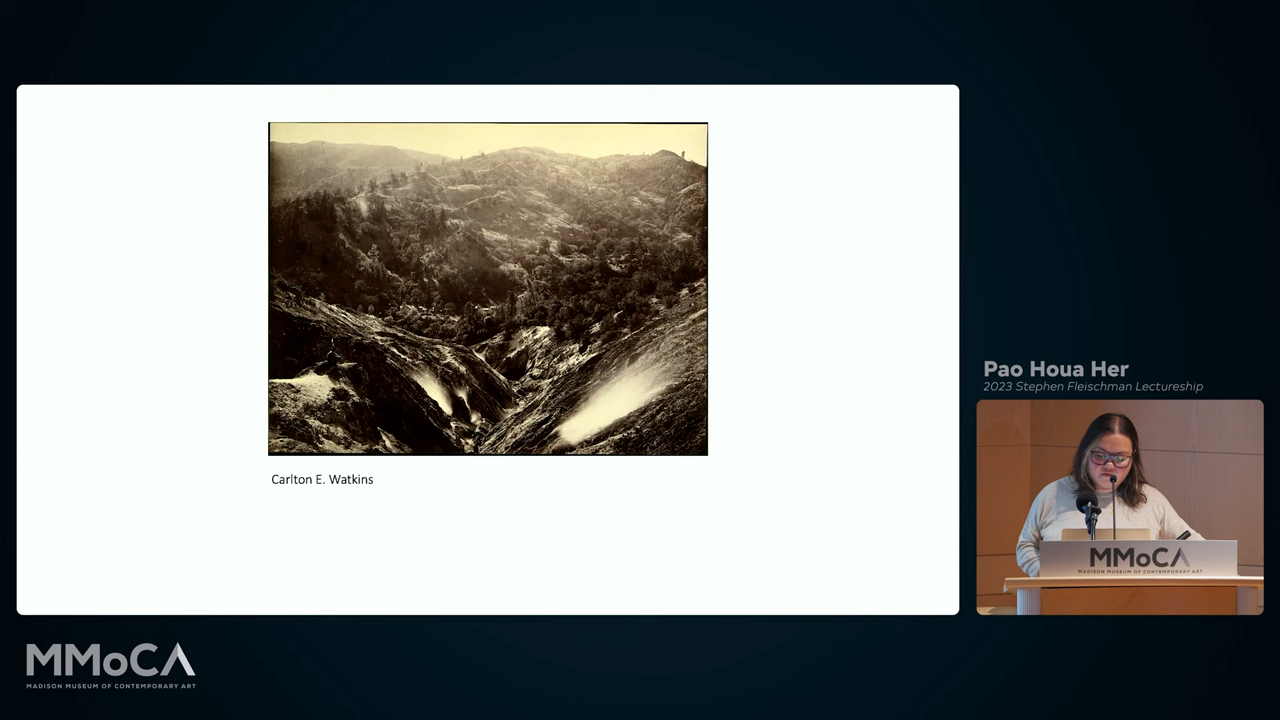 Carlton E. Watkins
Pao Houa Her
2023 Stephen Fleischman Lectureship
MMoCA
MADISON MUSEUM OF CONTEMPORARY ART
MMoCA
MADISON MUSEUM OF CONTEMPORARY ART